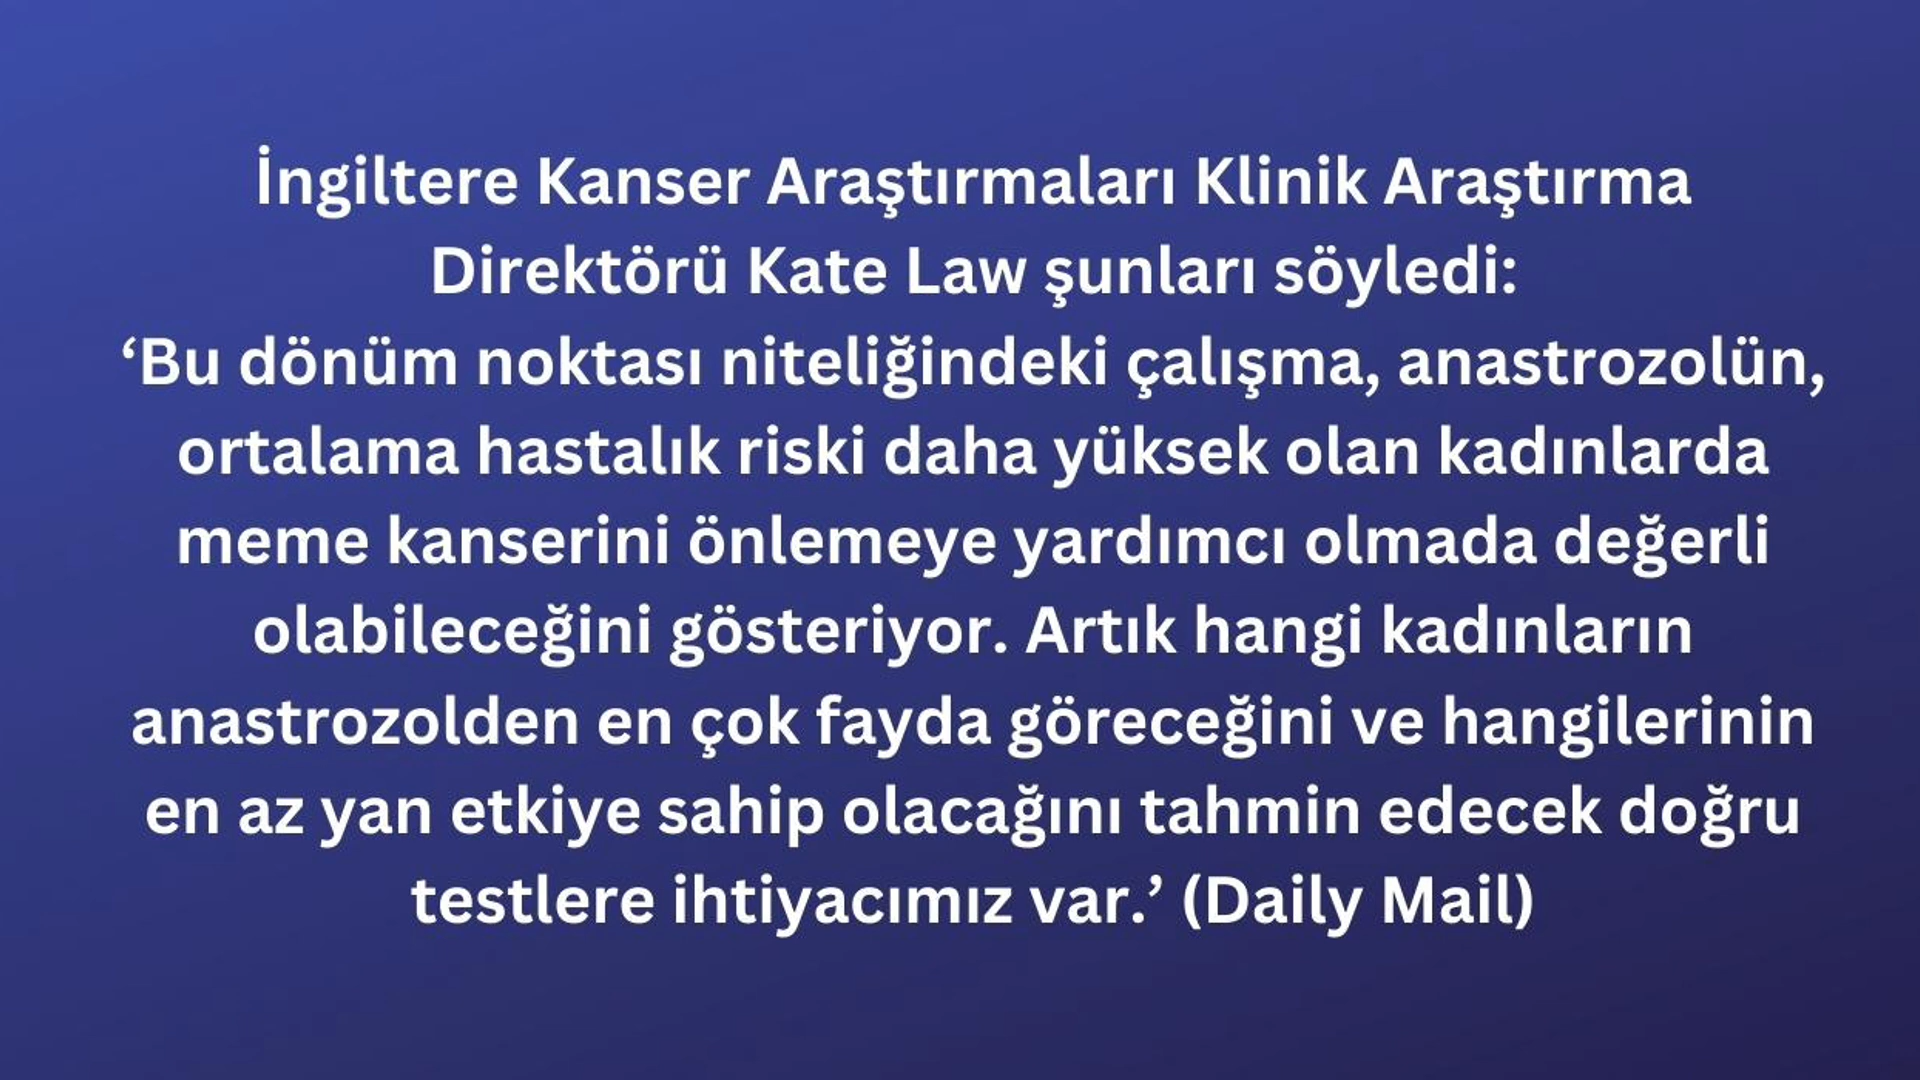 İngiltere Kanser Araştırmaları Klinik Araştırma
Direktörü Kate Law şunları söyledi:
‘Bu dönüm noktası niteliğindeki çalışma, anastrozolün,
ortalama hastalık riski daha yüksek olan kadınlarda
meme kanserini önlemeye yardımcı olmada değerli
olabileceğini gösteriyor. Artık hangi kadınların
anastrozolden en çok fayda göreceğini ve hangilerinin
en az yan etkiye sahip olacağını tahmin edecek doğru
testlere ihtiyacımız var.’ (Daily Mail)